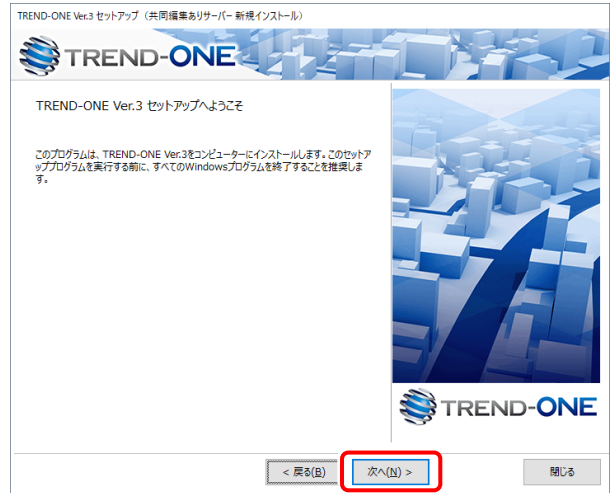 TREND-ONE Ver.3 セットアップ（共同編集ありサーバー 新規インストール）
TREND-ONE
TREND-ONE Ver.3 セットアップへようこそ
このプログラムは、TREND-ONE Ver.3をコンピューターにインストールします。このセットア
ッププログラムを実行する前に、すべてのWindowsプログラムを終了することを推奨しま
す。
TREND-ONE
< 戻る(B)
次へ(N) >
閉じる